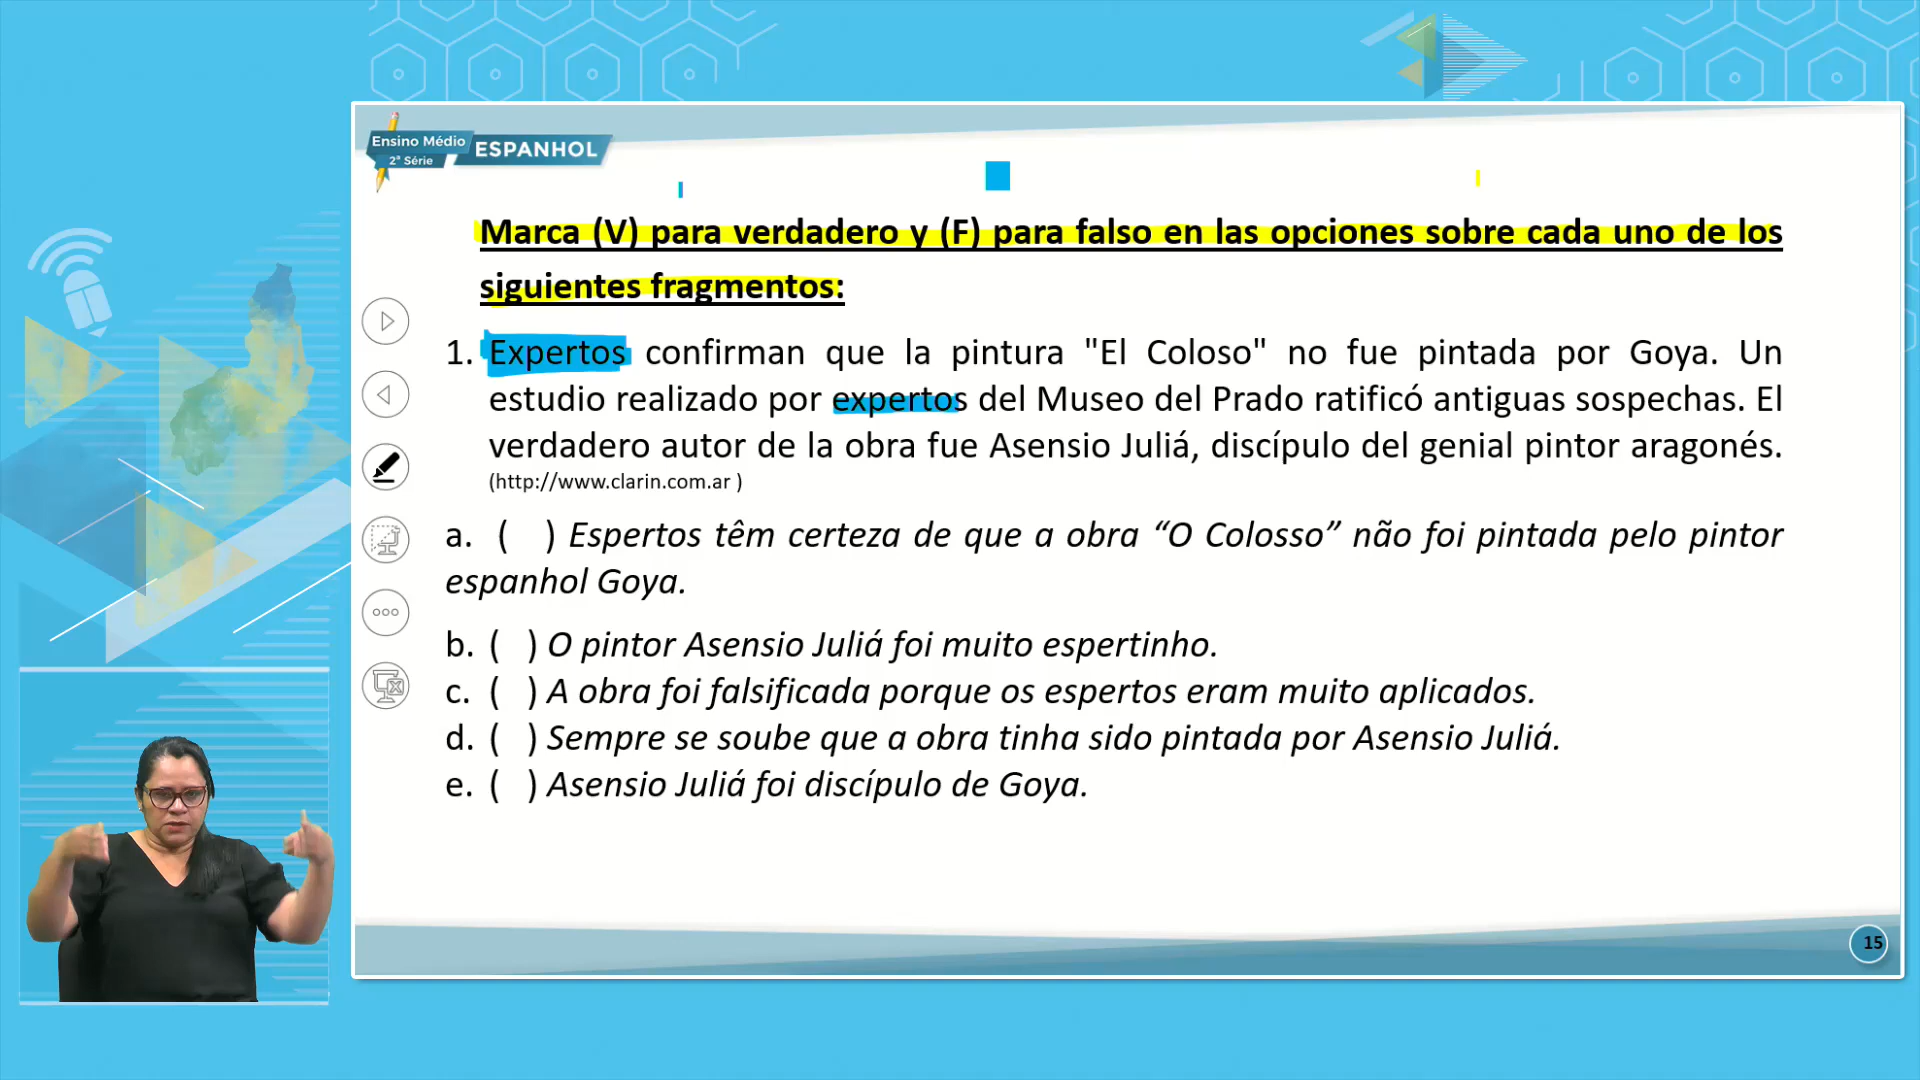 Ensino Médio
2ª Série
ESPANHOL
Marca (V) para verdadero y (F) para falso en las opciones sobre cada uno de los
siguientes fragmentos:
1. Expertos confirman que la pintura "El Coloso" no fue pintada por Goya. Un
estudio realizado por expertos del Museo del Prado ratificó antiguas sospechas. El
verdadero autor de la obra fue Asensio Juliá, discípulo del genial pintor aragonés.
(http://www.clarin.com.ar )
a. ( ) Espertos têm certeza de que a obra “O Colosso” não foi pintada pelo pintor
espanhol Goya.
b. ( ) O pintor Asensio Juliá foi muito espertinho.
c. ( ) A obra foi falsificada porque os espertos eram muito aplicados.
d. ( ) Sempre se soube que a obra tinha sido pintada por Asensio Juliá.
e. ( ) Asensio Juliá foi discípulo de Goya.
15